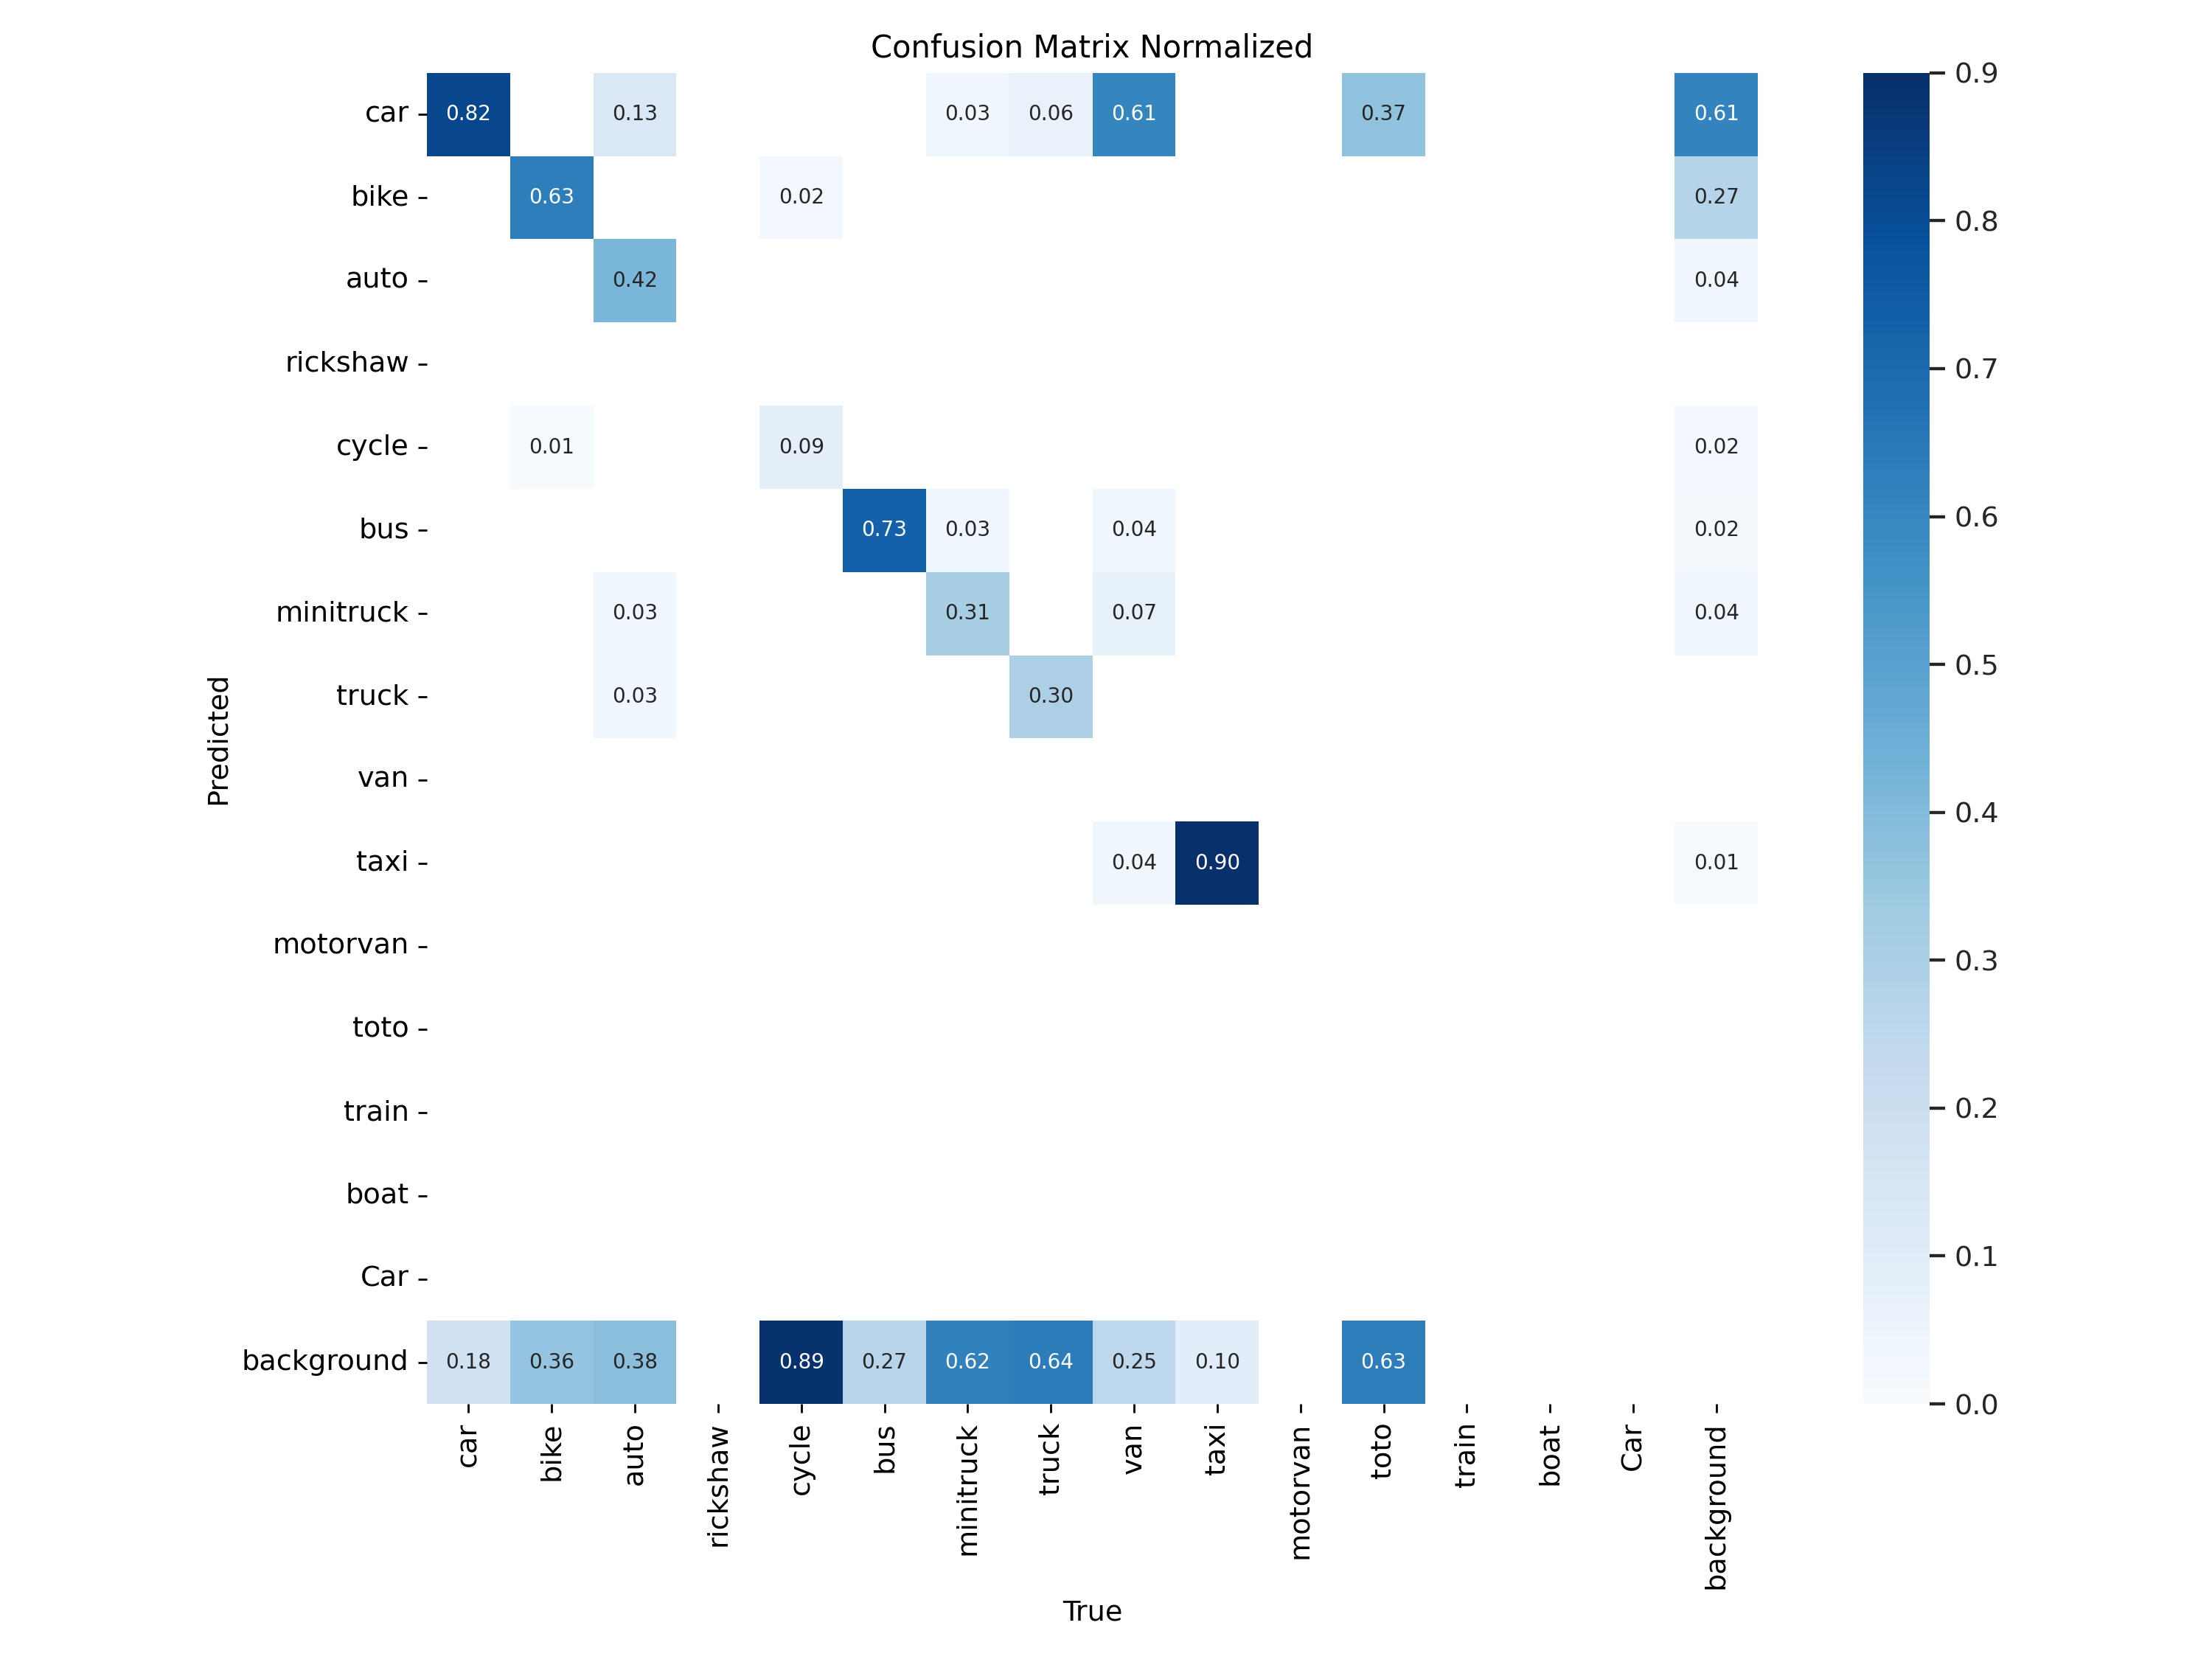 Confusion Matrix Normalized
car 0.82 0.13 0.03 0.06 0.61 0.37 0.61
bike 0.63 0.02 0.27
auto 0.42 0.04
rickshaw
cycle 0.01 0.09 0.02
bus 0.73 0.03 0.04 0.02
minitruck 0.03 0.31 0.07 0.04
truck 0.03 0.30
van
taxi 0.04 0.90 0.01
motorvan
toto
train
boat
Car
background 0.18 0.36 0.38 0.89 0.27 0.62 0.64 0.25 0.10 0.63
Predicted
car bike auto rickshaw cycle bus minitruck truck van taxi motorvan toto train boat Car background
True
0.9
0.8
0.7
0.6
0.5
0.4
0.3
0.2
0.1
0.0